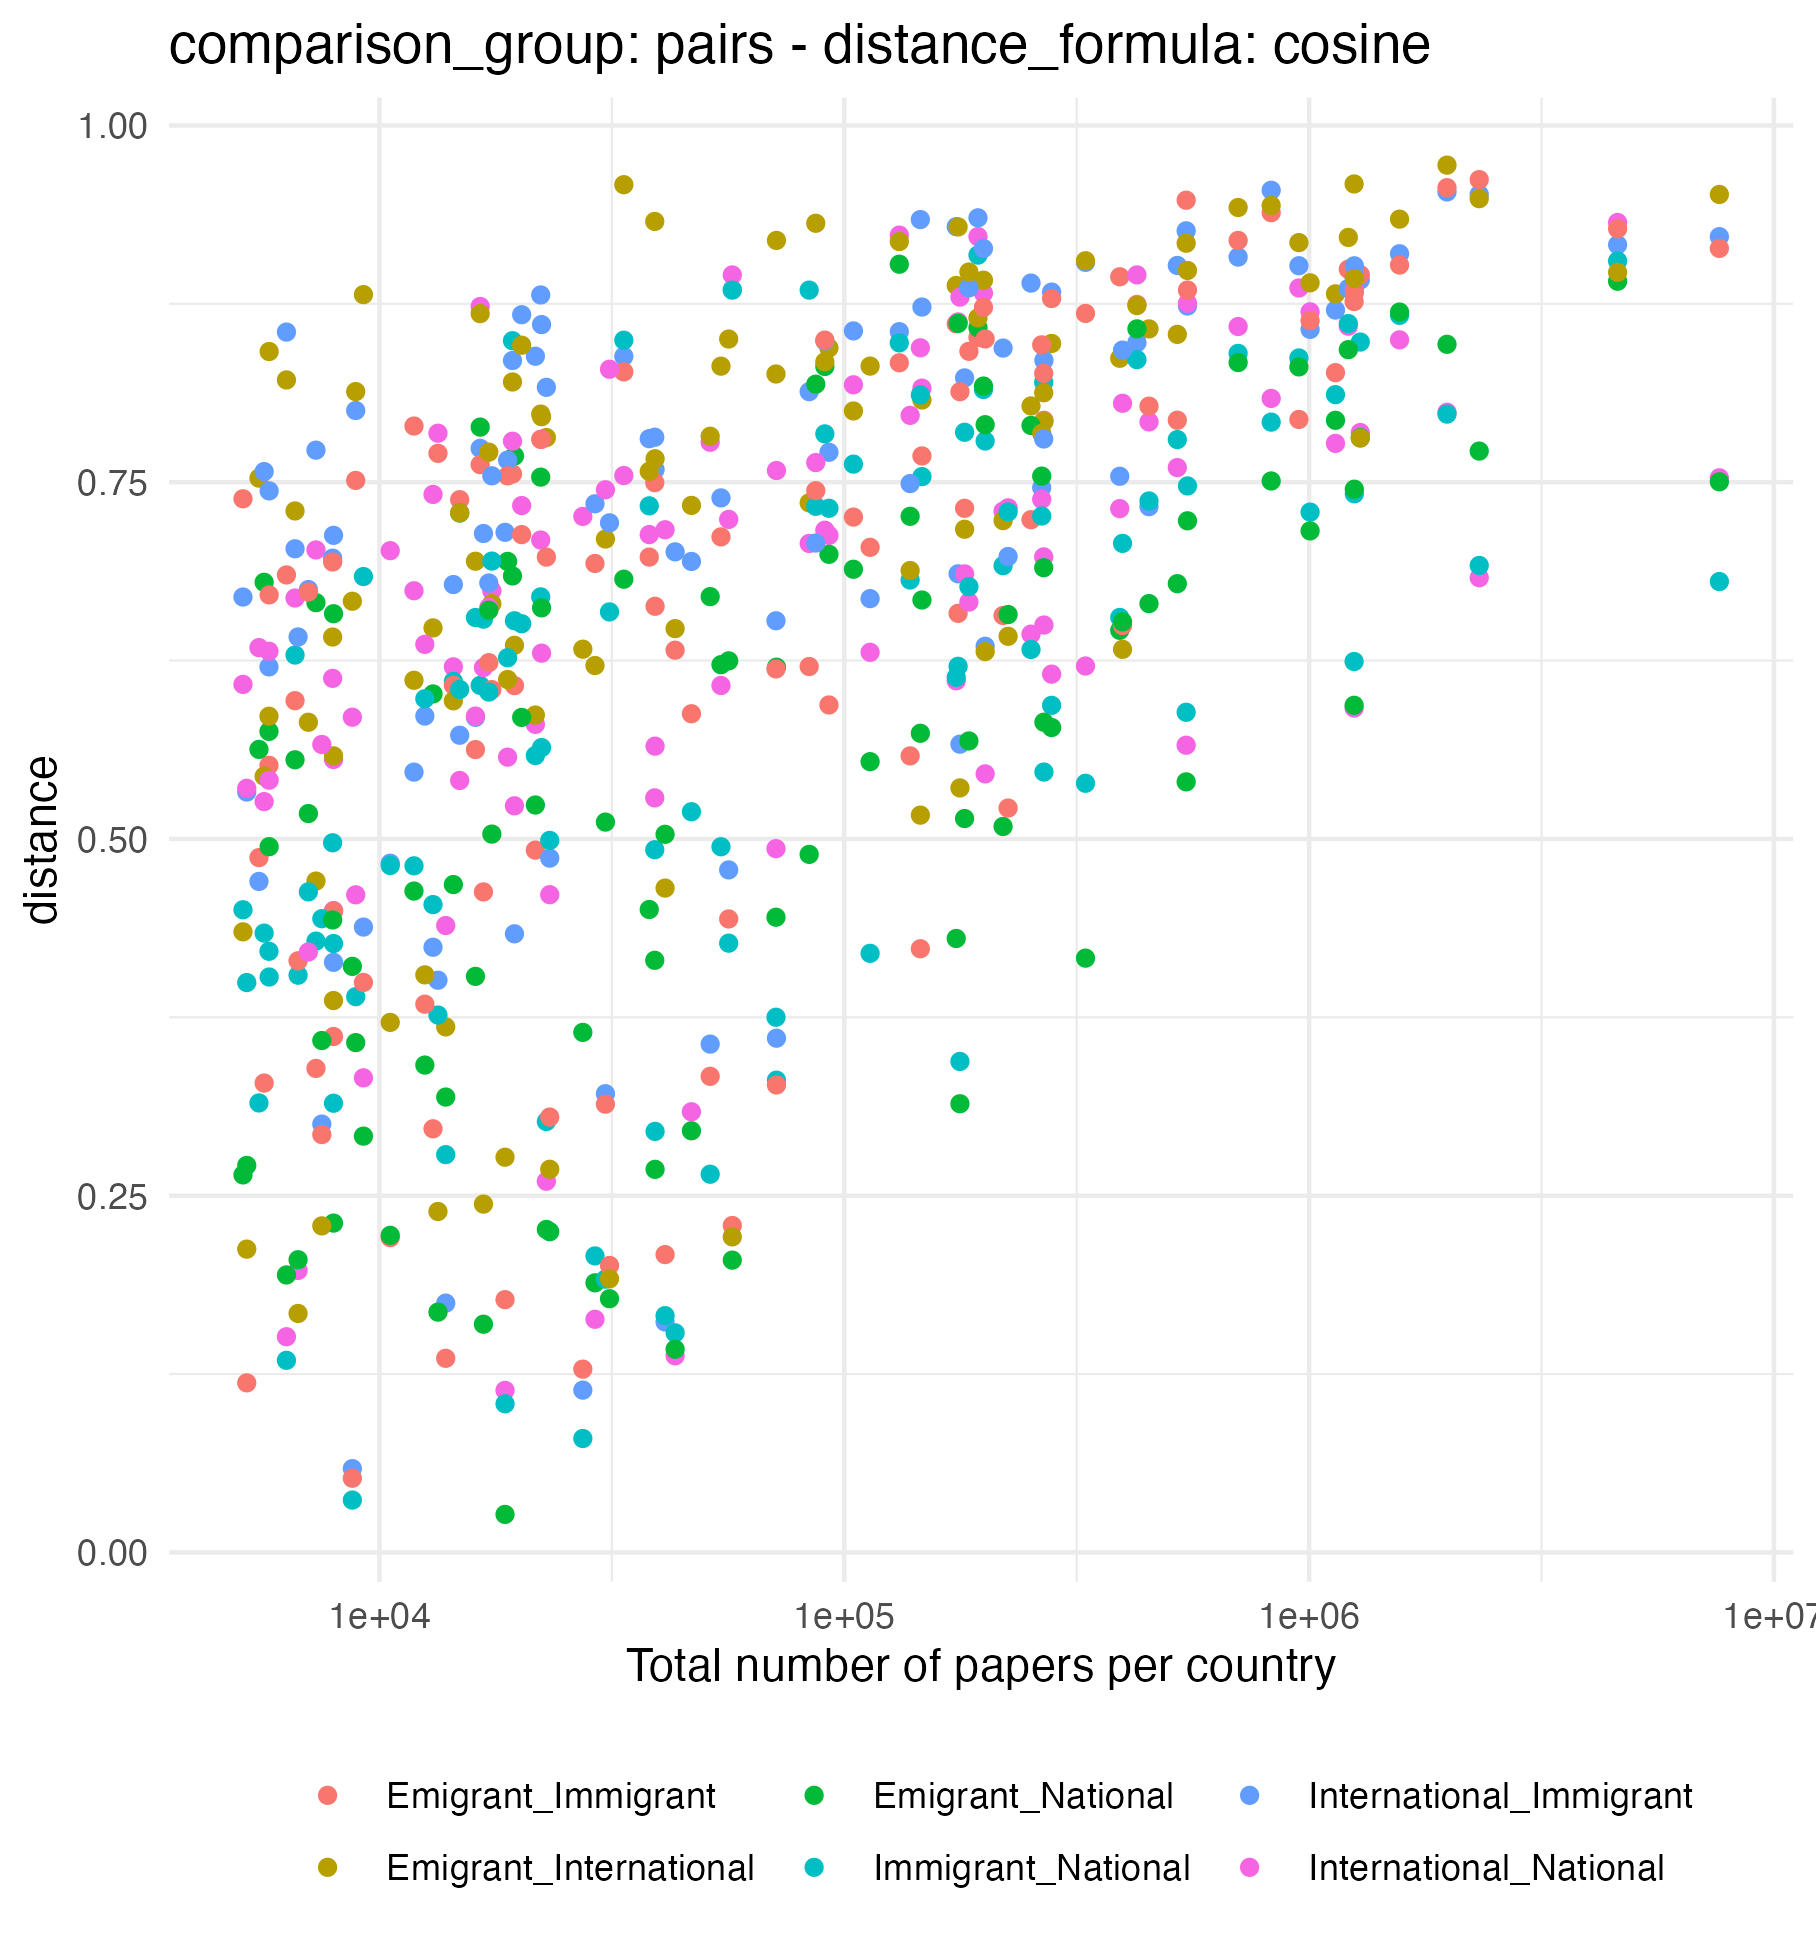 comparison_group: pairs - distance_formula: cosine
1.00
0.75
0.50
0.25
0.00
distance
1e+04 1e+05 1e+06 1e+07
Total number of papers per country
Emigrant_Immigrant Emigrant_National International_Immigrant
Emigrant_International Immigrant_National International_National